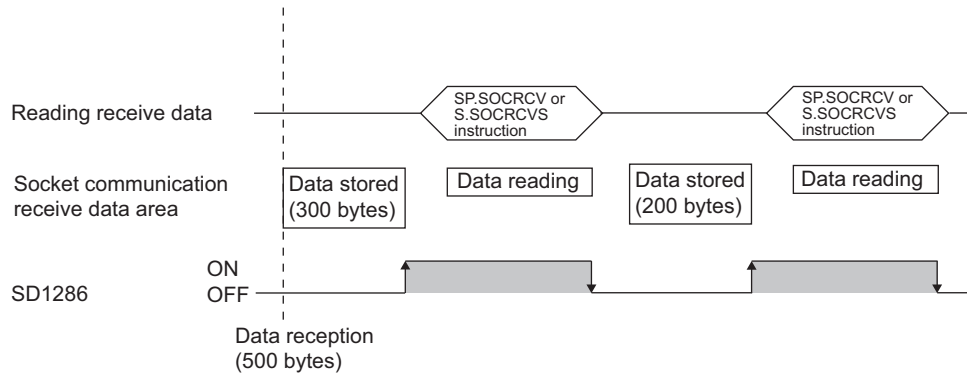 Reading receive data
SP.SOCRCV or
S.SOCRCVS
instruction
SP.SOCRCV or
S.SOCRCVS
instruction
Socket communication
receive data area
Data stored
(300 bytes)
Data reading
Data stored
(200 bytes)
Data reading
SD1286
ON
OFF
Data reception
(500 bytes)